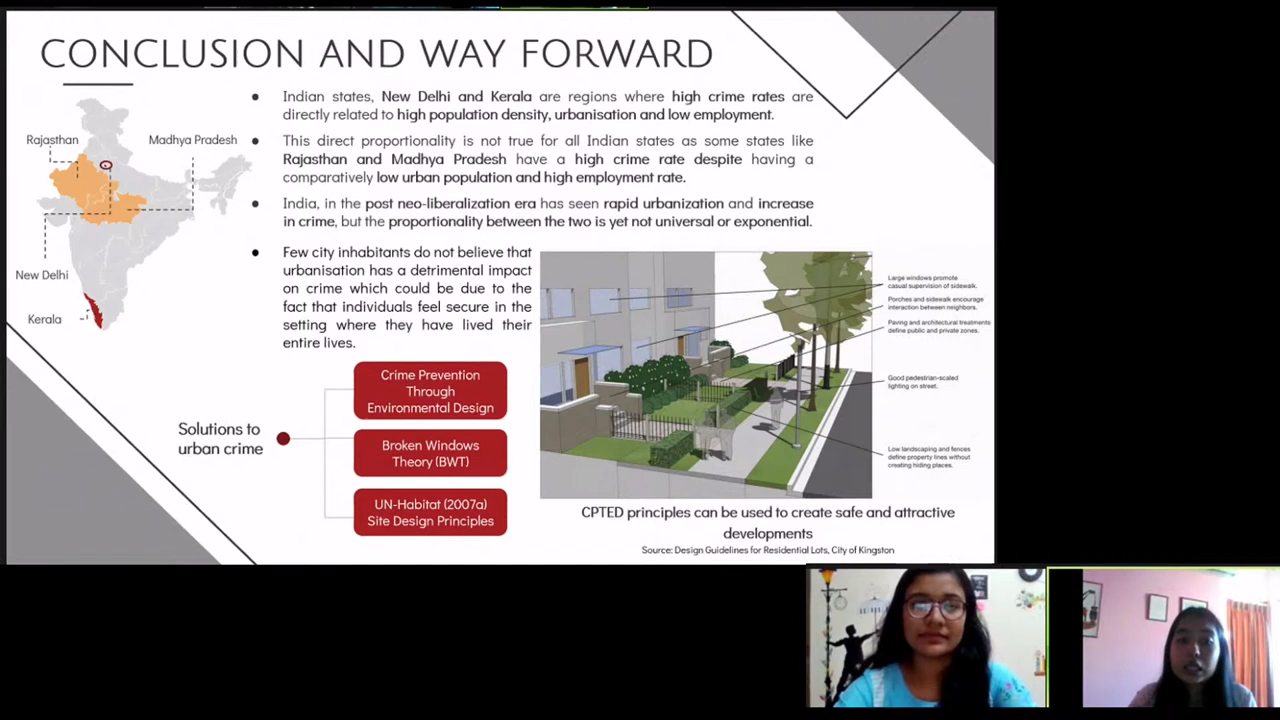 CONCLUSION AND WAY FORWARD
Rajasthan
Madhya Pradesh
New Delhi
Kerala
Indian states, New Delhi and Kerala are regions where high crime rates are
directly related to high population density, urbanisation and low employment.
This direct proportionality is not true for all Indian states as some states like
Rajasthan and Madhya Pradesh have a high crime rate despite having a
comparatively low urban population and high employment rate.
India, in the post neo-liberalization era has seen rapid urbanization and increase
in crime, but the proportionality between the two is yet not universal or exponential.
Few city inhabitants do not believe that
urbanisation has a detrimental impact
on crime which could be due to the
fact that individuals feel secure in the
setting where they have lived their
entire lives.
Solutions to
urban crime
Crime Prevention
Through
Environmental Design
Broken Windows
Theory (BWT)
UN-Habitat (2007a)
Site Design Principles
Large windows promote
casual supervision of sidewalk.
Porches and sidewalk encourage
interaction between neighbors.
Paving and architectural treatments
define public and private zones.
Good pedestrian-scaled
lighting on street.
Low landscaping and fences
define property lines without
creating hiding places.
CPTED principles can be used to create safe and attractive
developments
Source: Design Guidelines for Residential Lots, City of Kingston